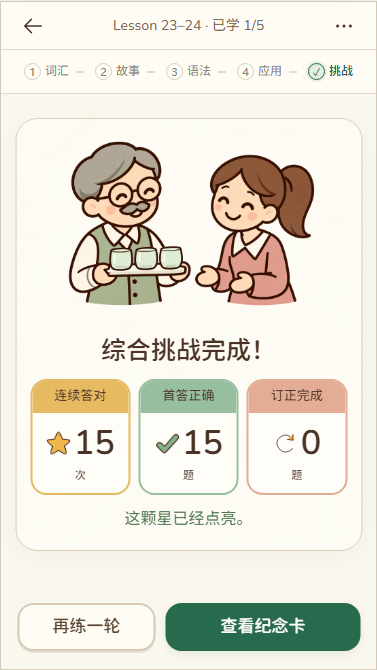 Lesson 23–24 · 已学 1/5
1 词汇 2 故事 3 语法 4 应用 挑战
综合挑战完成！
连续答对 首答正确 订正完成
15 15 0
次 题 题
这颗星已经点亮。
再练一轮 查看纪念卡